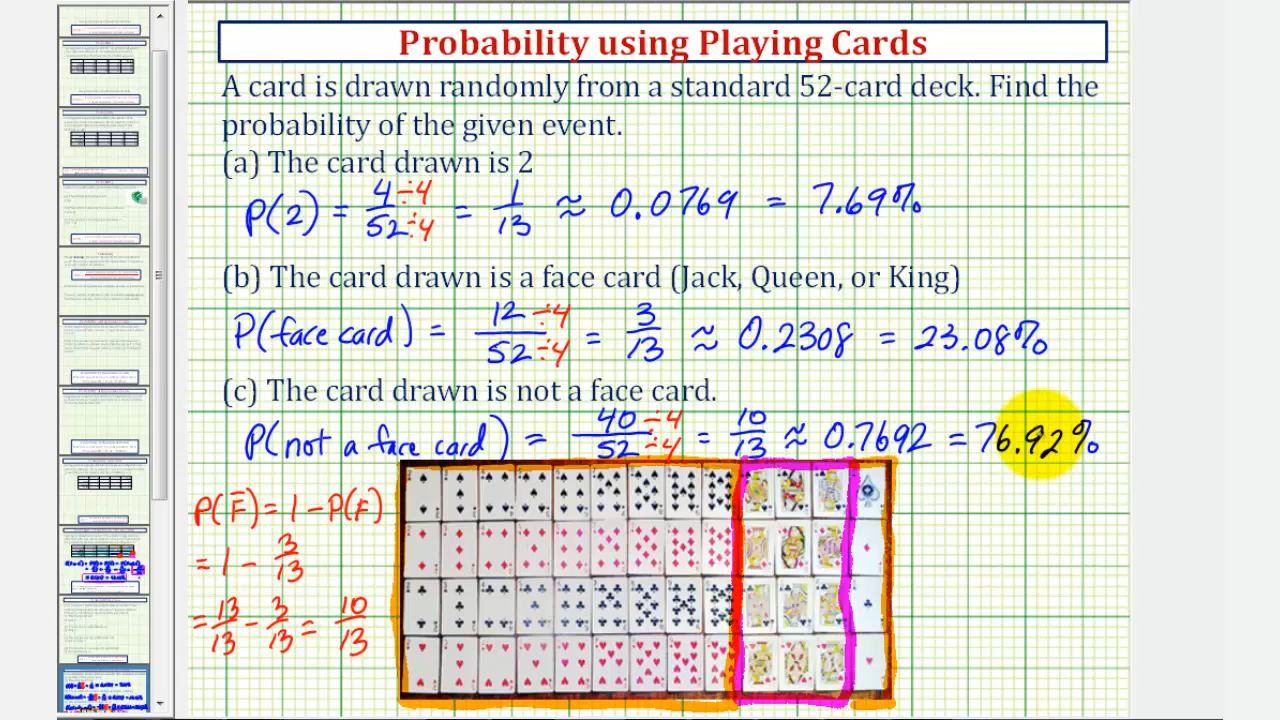 Probability using Playing Cards
A card is drawn randomly from a standard 52-card deck. Find the
probability of the given event.
(a) The card drawn is 2
P(2) = 4÷4/52÷4 = 1/13 ≈ 0.0769 = 7.69%
(b) The card drawn is a face card (Jack, Queen, or King)
P(face card) = 12÷4/52÷4 = 3/13 ≈ 0.2308 = 23.08%
(c) The card drawn is not a face card.
P(not a face card) = 40÷4/52÷4 = 10/13 ≈ 0.7692 = 76.92%
P(F̅) = 1 - P(F)
= 1 - 3/13
= 13/13 - 3/13 = 10/13